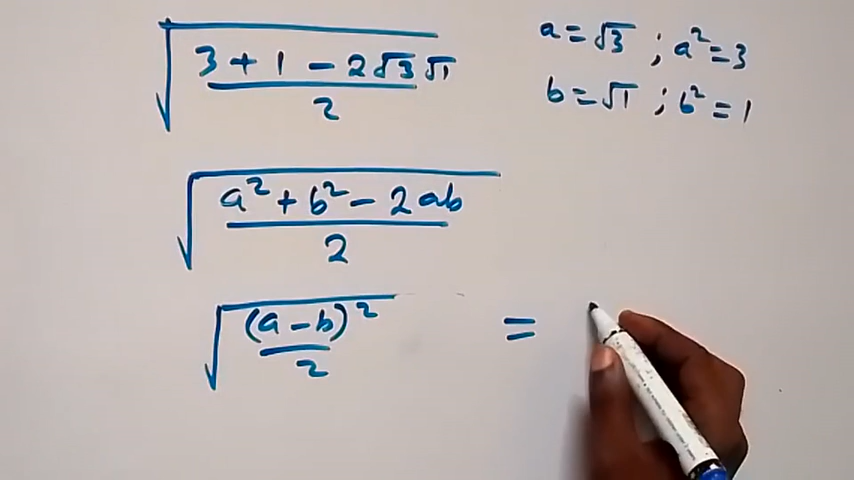 √((3 + 1 − 2√3 √1)/2)
a = √3 ; a² = 3
b = √1 ; b² = 1
√((a² + b² − 2ab)/2)
√((a − b)²/2) =